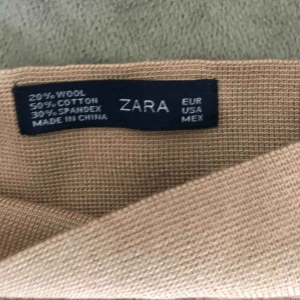 20% WOOL
50% COTTON
30% SPANDEX
MADE IN CHINA
ZARA
EUR
USA
MEX